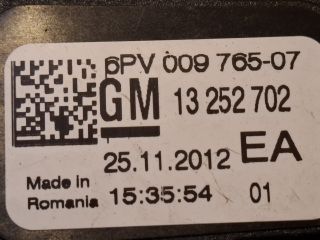 6PV 009 765-07
GM 13 252 702
25.11.2012 EA
Made in
Romania 15:35:54 01